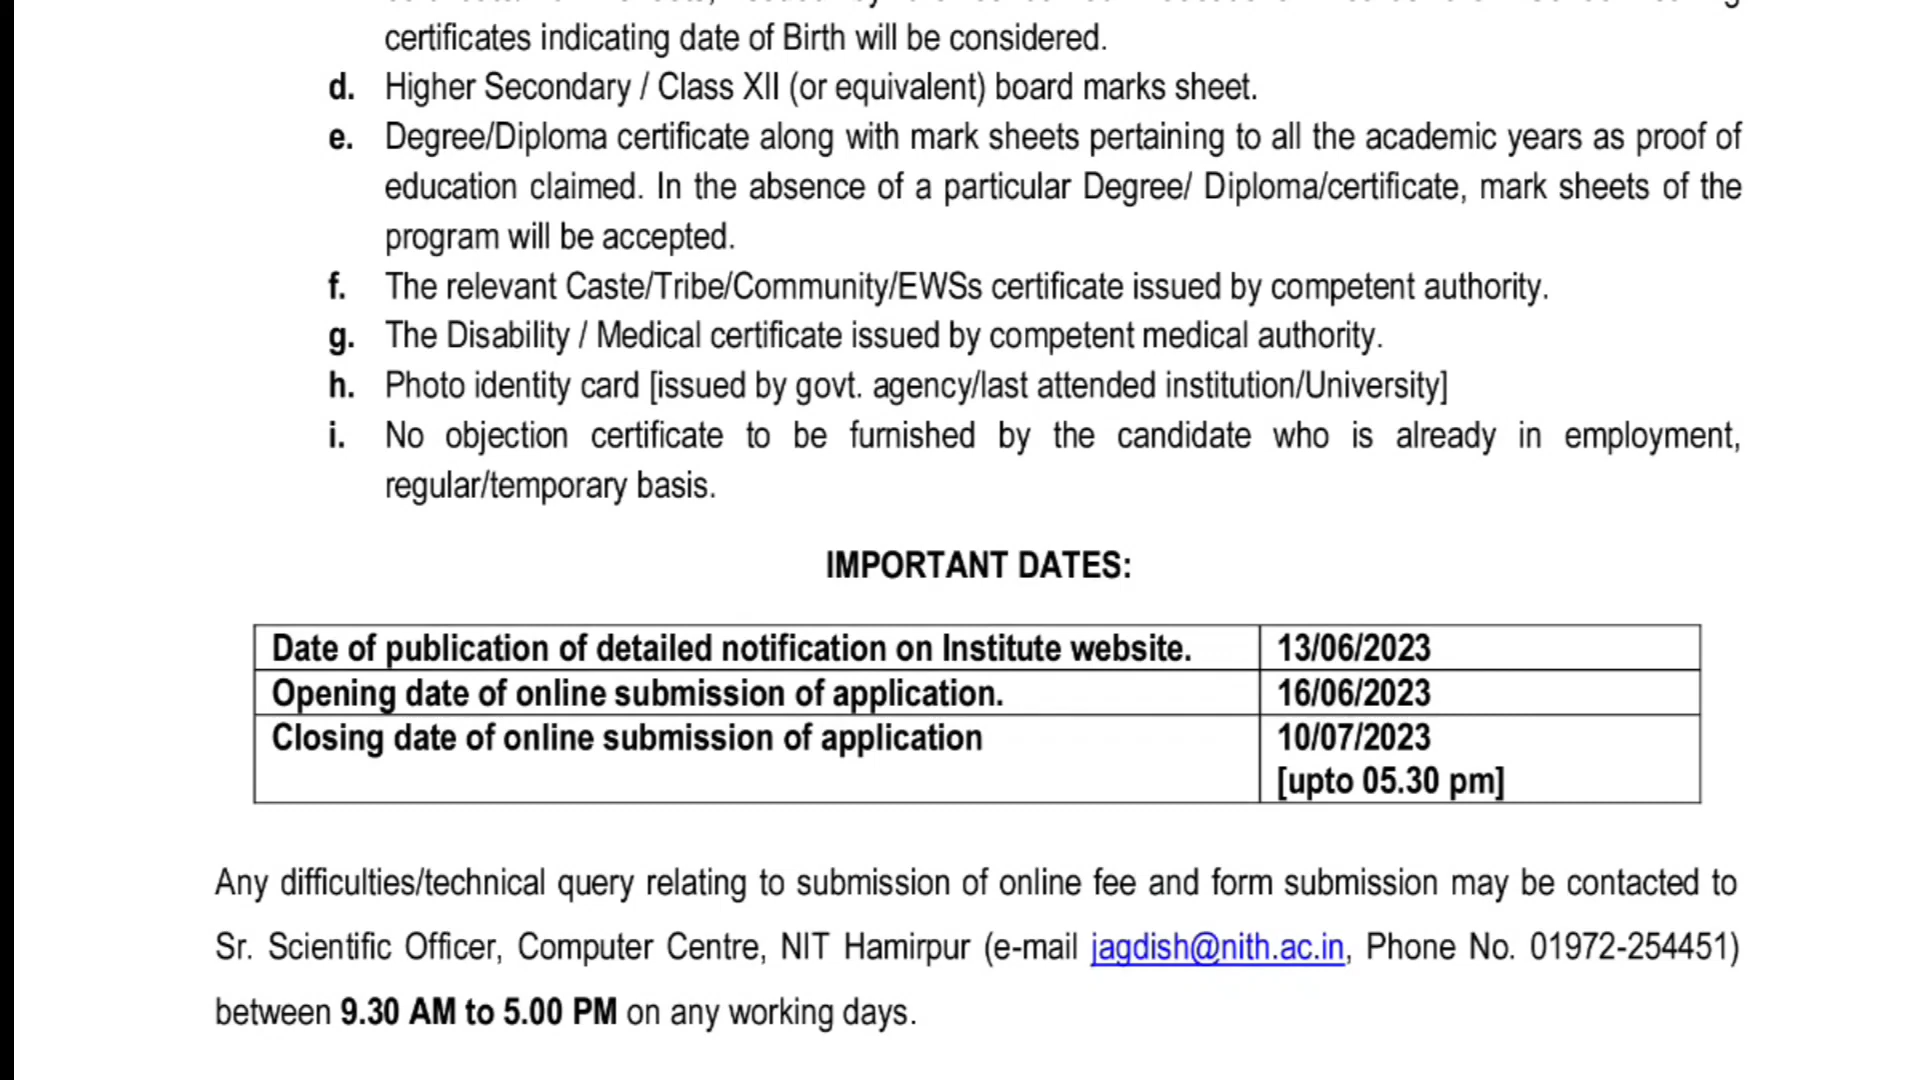 certificates indicating date of Birth will be considered.
d. Higher Secondary / Class XII (or equivalent) board marks sheet.
e. Degree/Diploma certificate along with mark sheets pertaining to all the academic years as proof of
education claimed. In the absence of a particular Degree/ Diploma/certificate, mark sheets of the
program will be accepted.
f. The relevant Caste/Tribe/Community/EWSs certificate issued by competent authority.
g. The Disability / Medical certificate issued by competent medical authority.
h. Photo identity card [issued by govt. agency/last attended institution/University]
i. No objection certificate to be furnished by the candidate who is already in employment,
regular/temporary basis.
IMPORTANT DATES:
Date of publication of detailed notification on Institute website. 13/06/2023
Opening date of online submission of application. 16/06/2023
Closing date of online submission of application 10/07/2023
[upto 05.30 pm]
Any difficulties/technical query relating to submission of online fee and form submission may be contacted to
Sr. Scientific Officer, Computer Centre, NIT Hamirpur (e-mail jagdish@nith.ac.in, Phone No. 01972-254451)
between 9.30 AM to 5.00 PM on any working days.